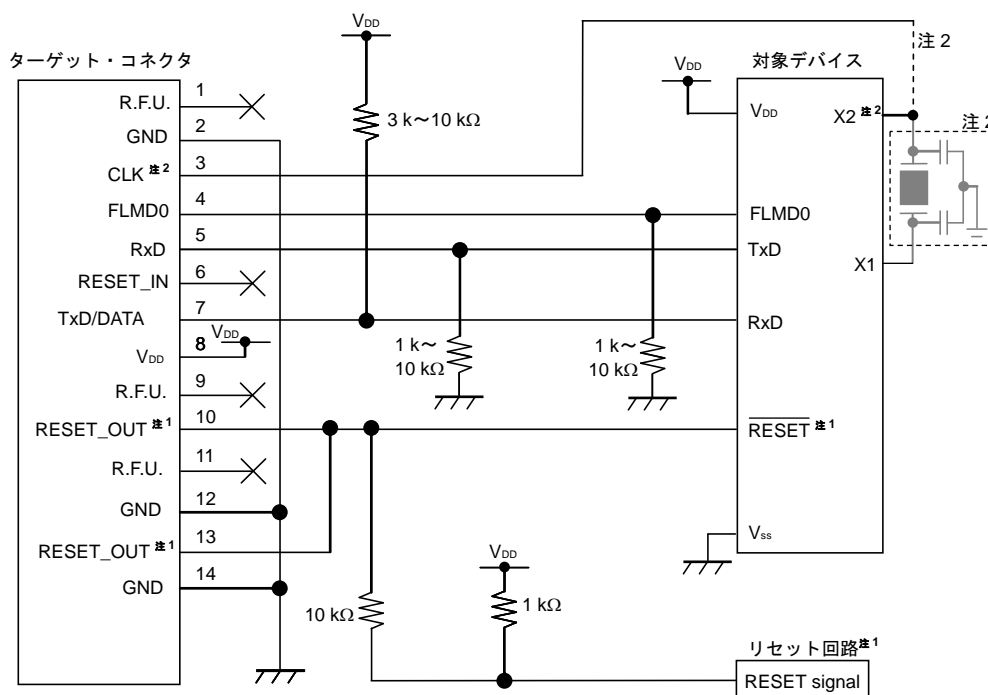 ターゲット・コネクタ
R.F.U.
1
GND
2
CLK 注2
3
FLMD0
4
RxD
5
RESET_IN
6
TxD/DATA
7
VDD
8
VDD
R.F.U.
9
RESET_OUT 注1
10
R.F.U.
11
GND
12
RESET_OUT 注1
13
GND
14
VDD
3 k～10 kΩ
1 k～
10 kΩ
1 k～
10 kΩ
10 kΩ
VDD
1 kΩ
対象デバイス
VDD
VDD
X2 注2
FLMD0
TxD
X1
RxD
RESET 注1
Vss
注 2
注 2
リセット回路注1
RESET signal